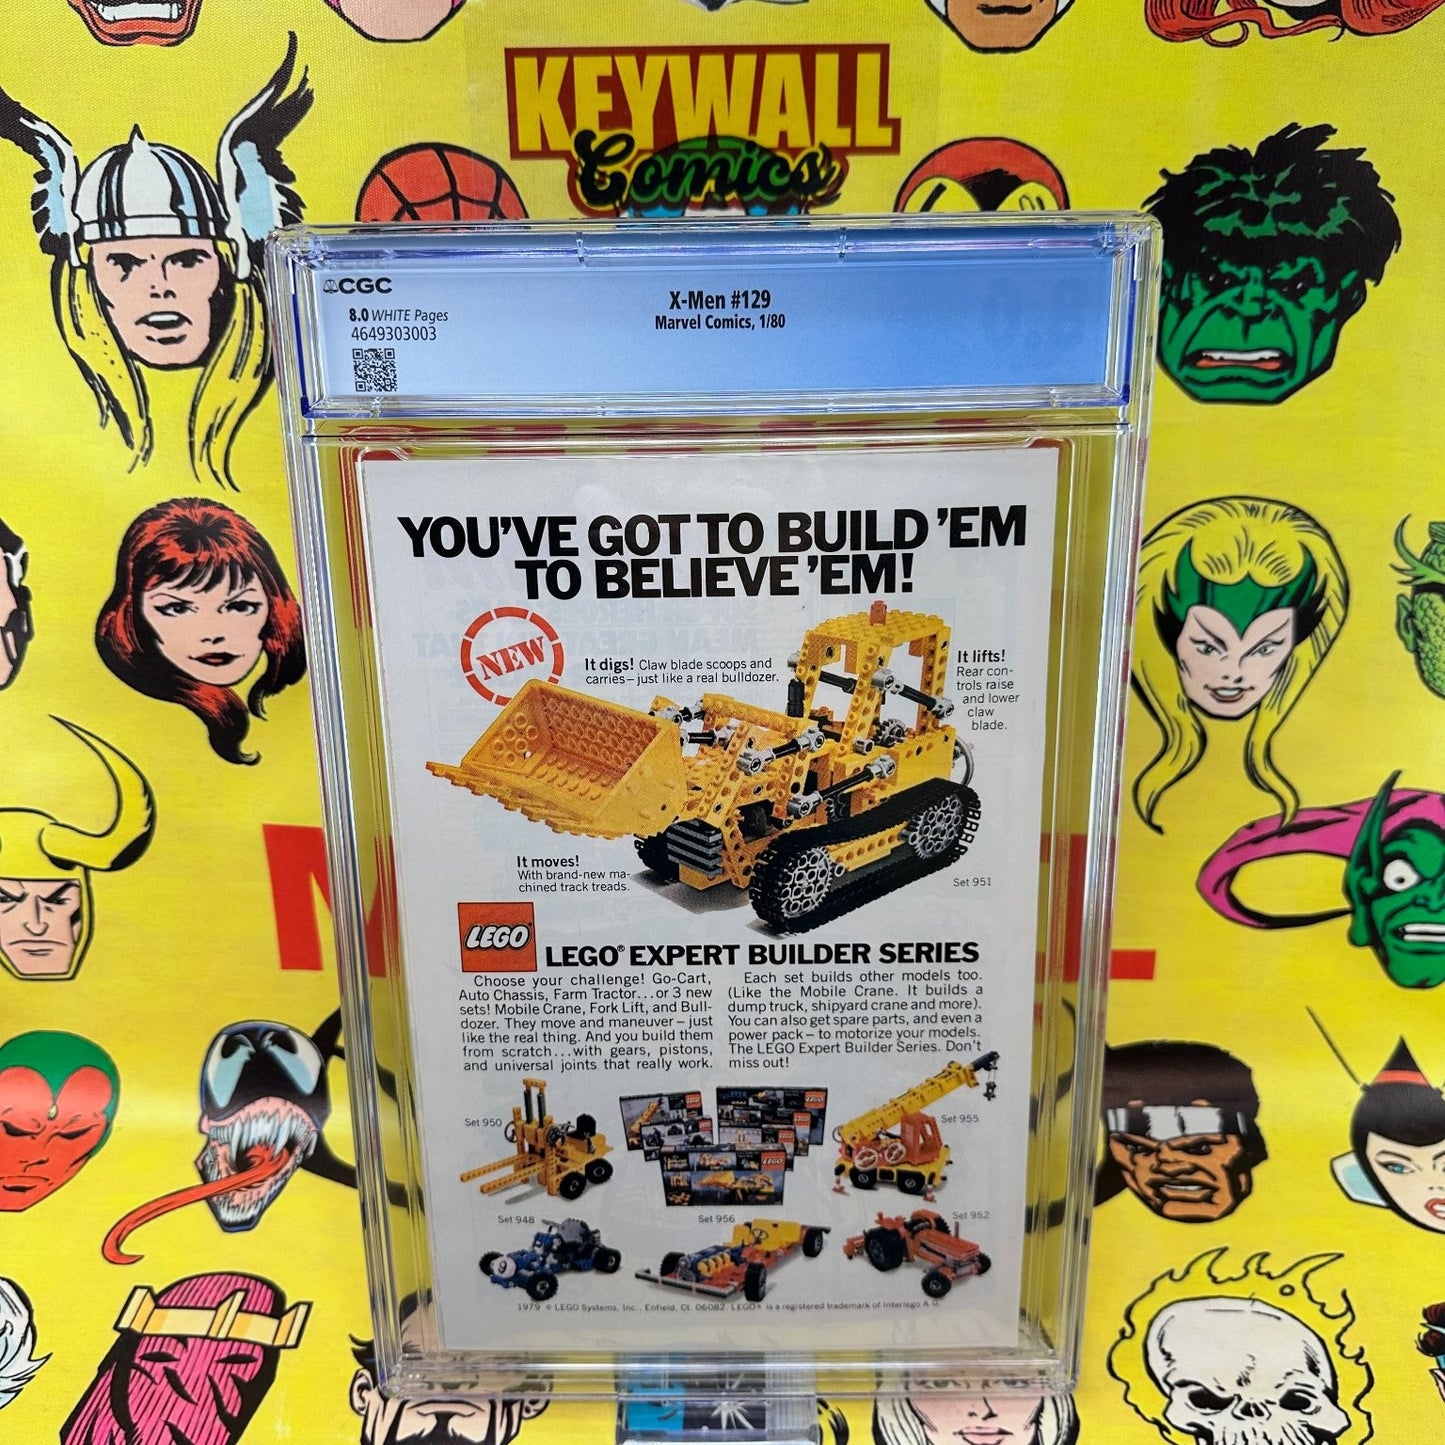 KEYWALL
Comics
CGC
8.0 WHITE Pages
4649303003
X-Men #129
Marvel Comics, 1/80
YOU'VE GOT TO BUILD 'EM
TO BELIEVE 'EM!
NEW
It digs! Claw blade scoops and
carries – just like a real bulldozer.
It lifts!
Rear con-
trols raise
and lower
claw
blade.
It moves!
With brand-new ma-
chined track treads.
Set 951
LEGO
LEGO® EXPERT BUILDER SERIES
Choose your challenge! Go-Cart,
Auto Chassis, Farm Tractor...or 3 new
sets! Mobile Crane, Fork Lift, and Bull-
dozer. They move and maneuver – just
like the real thing. And you build them
from scratch...with gears, pistons,
and universal joints that really work.
Each set builds other models too.
(Like the Mobile Crane. It builds a
dump truck, shipyard crane and more).
You can also get spare parts, and even a
power pack – to motorize your models.
The LEGO Expert Builder Series. Don't
miss out!
Set 950
LEGO
Set 955
Set 948
Set 956
Set 952
1979 © LEGO Systems, Inc., Enfield, Ct. 06082. LEGO® is a registered trademark of Interlego A.G.